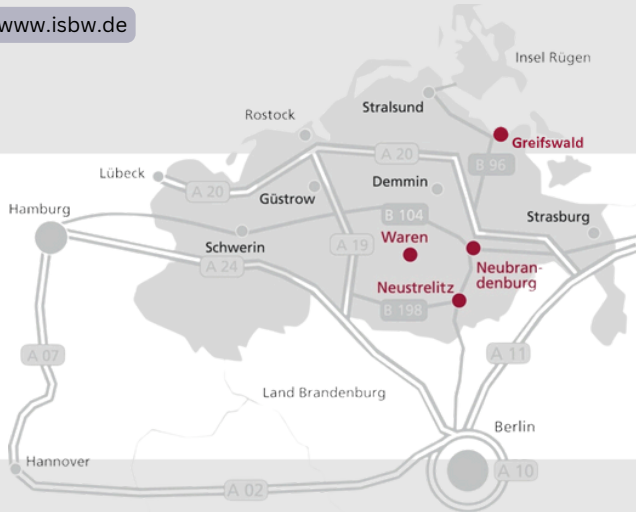 www.isbw.de
Insel Rügen
Stralsund
Rostock
Greifswald
A 20
B 96
Lübeck
Demmin
A 20
Güstrow
Hamburg
B 104
Strasburg
Waren
Schwerin
A 19
A 24
Neubran-
denburg
Neustrelitz
B 198
A 07
A 11
Land Brandenburg
Berlin
Hannover
A 10
A 02